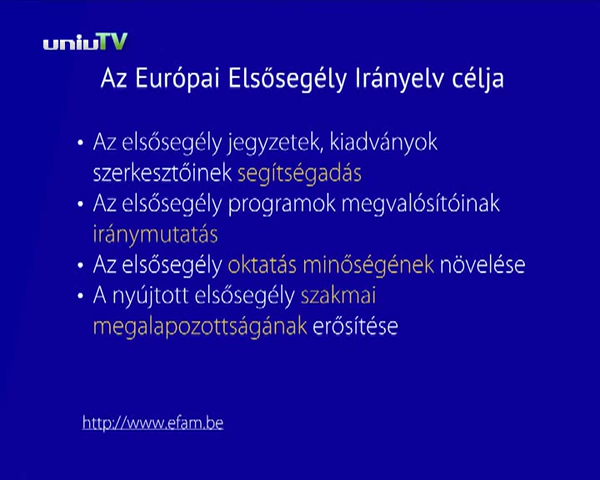 uniuTV
Az Európai Elsősegély Irányelv célja
• Az elsősegély jegyzetek, kiadványok
szerkesztőinek segítségadás
• Az elsősegély programok megvalósítóinak
iránymutatás
• Az elsősegély oktatás minőségének növelése
• A nyújtott elsősegély szakmai
megalapozottságának erősítése
http://www.efam.be